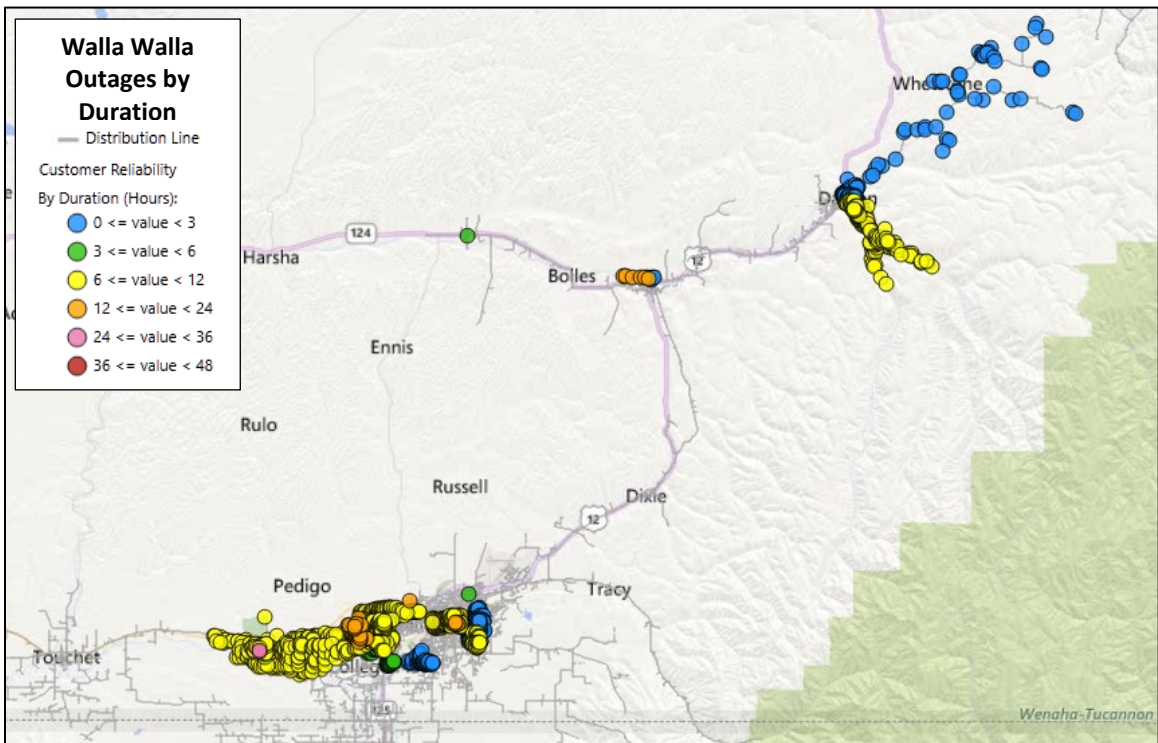 Walla Walla
Outages by
Duration
Distribution Line
Customer Reliability
By Duration (Hours):
0 <= value < 3
3 <= value < 6
6 <= value < 12
12 <= value < 24
24 <= value < 36
36 <= value < 48
124
Harsha
Bolles
12
Ennis
Rulo
Russell
Dixie
12
Pedigo
Tracy
Touchet
125
Wenaha-Tucannon